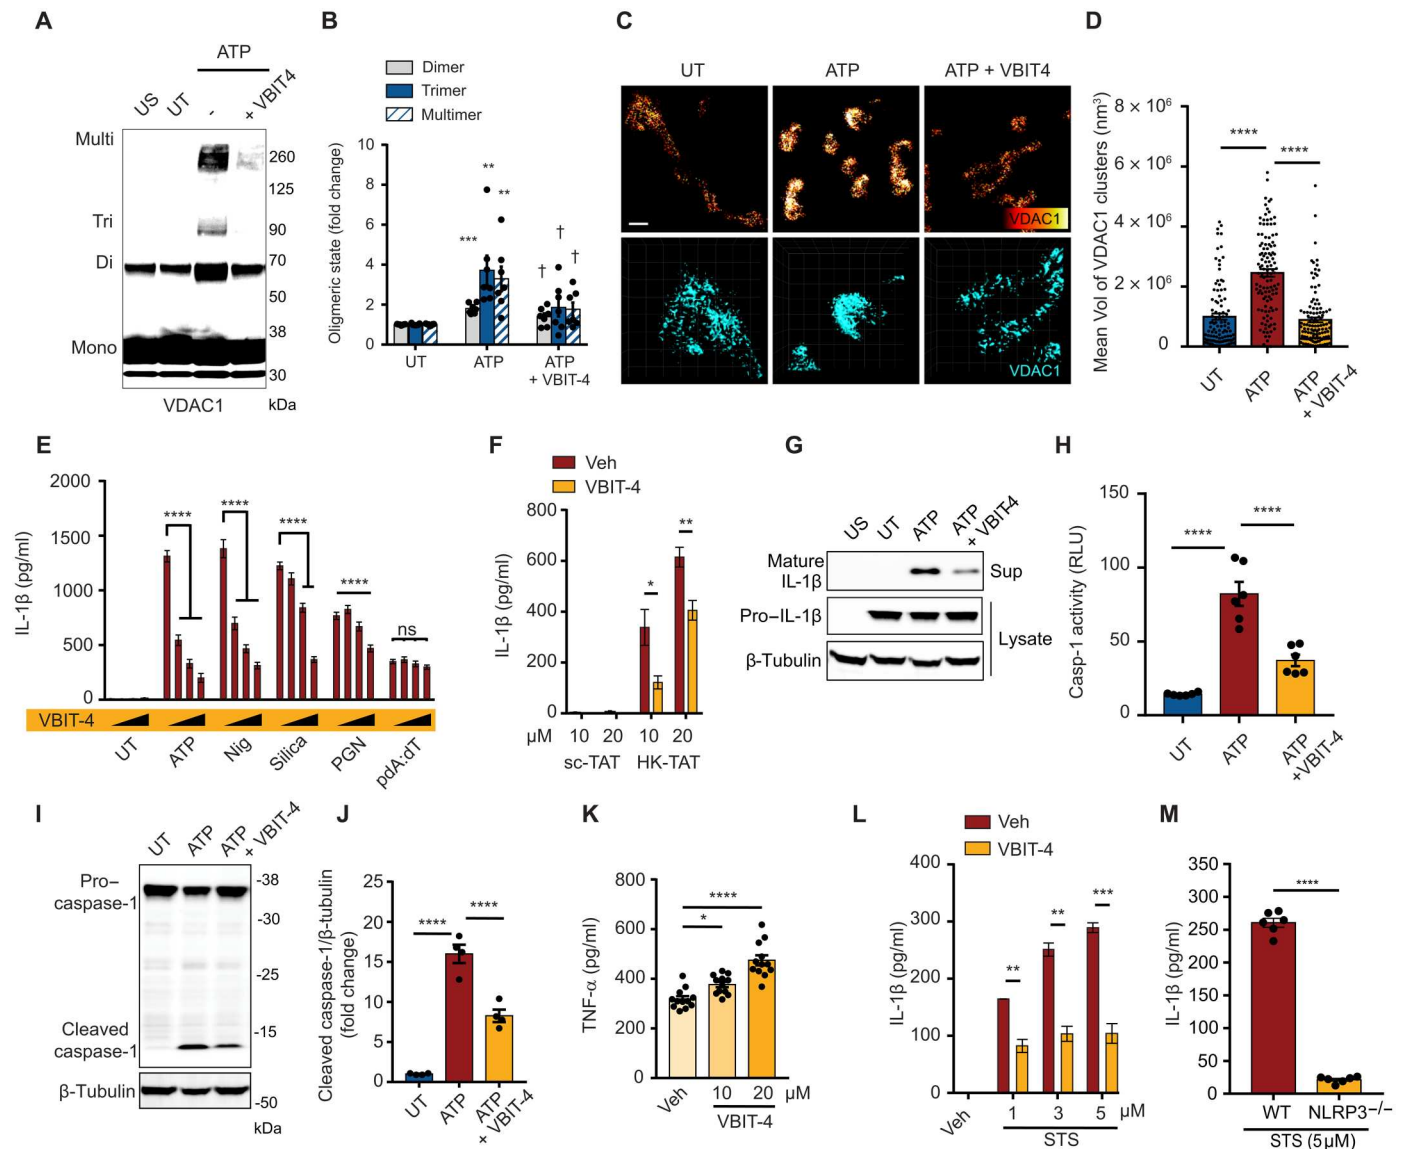 A
ATP
US
UT
-
+ VBIT4
Multi
Tri
Di
Mono
260
125
90
70
50
38
30
VDAC1
kDa
B
Dimer
Trimer
Multimer
Oligmeric state (fold change)
10
8
6
4
2
0
***
**
**
†
†
†
UT
ATP
ATP
+ VBIT-4
C
UT
ATP
ATP + VBIT4
VDAC1
VDAC1
D
Mean Vol of VDAC1 clusters (nm³)
8 × 10⁶
6 × 10⁶
4 × 10⁶
2 × 10⁶
0
****
****
UT
ATP
ATP
+ VBIT-4
E
IL-1β (pg/ml)
2000
1500
1000
500
0
****
****
****
****
ns
VBIT-4
UT
ATP
Nig
Silica
PGN
pdA:dT
F
Veh
VBIT-4
IL-1β (pg/ml)
800
600
400
200
0
*
**
μM
10
20
10
20
sc-TAT
HK-TAT
G
US
UT
ATP
ATP
+ VBIT-4
Mature
IL-1β
Sup
Pro–IL-1β
β-Tubulin
Lysate
H
Casp-1 activity (RLU)
150
100
50
0
****
****
UT
ATP
ATP
+VBIT-4
I
UT
ATP
ATP
+ VBIT-4
Pro–
caspase-1
Cleaved
caspase-1
β-Tubulin
-38
-30
-25
-15
-50
kDa
J
Cleaved caspase-1/β-tubulin
(fold change)
25
20
15
10
5
0
****
****
UT
ATP
ATP
+ VBIT-4
K
TNF-α (pg/ml)
800
600
400
200
0
****
*
Veh
10
20
μM
VBIT-4
L
Veh
VBIT-4
IL-1β (pg/ml)
400
300
200
100
0
**
**
***
Veh
1
3
5
μM
STS
M
IL-1β (pg/ml)
350
300
250
200
150
100
50
0
****
WT
NLRP3⁻/⁻
STS (5μM)